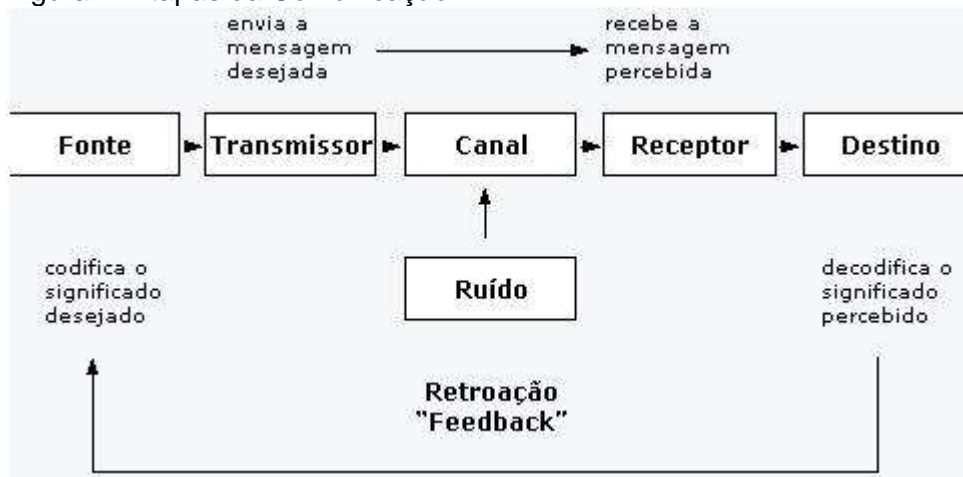 envia a
mensagem
desejada
recebe a
mensagem
percebida
Fonte
Transmissor
Canal
Receptor
Destino
codifica o
significado
desejado
Ruído
decodifica o
significado
percebido
Retroação
"Feedback"